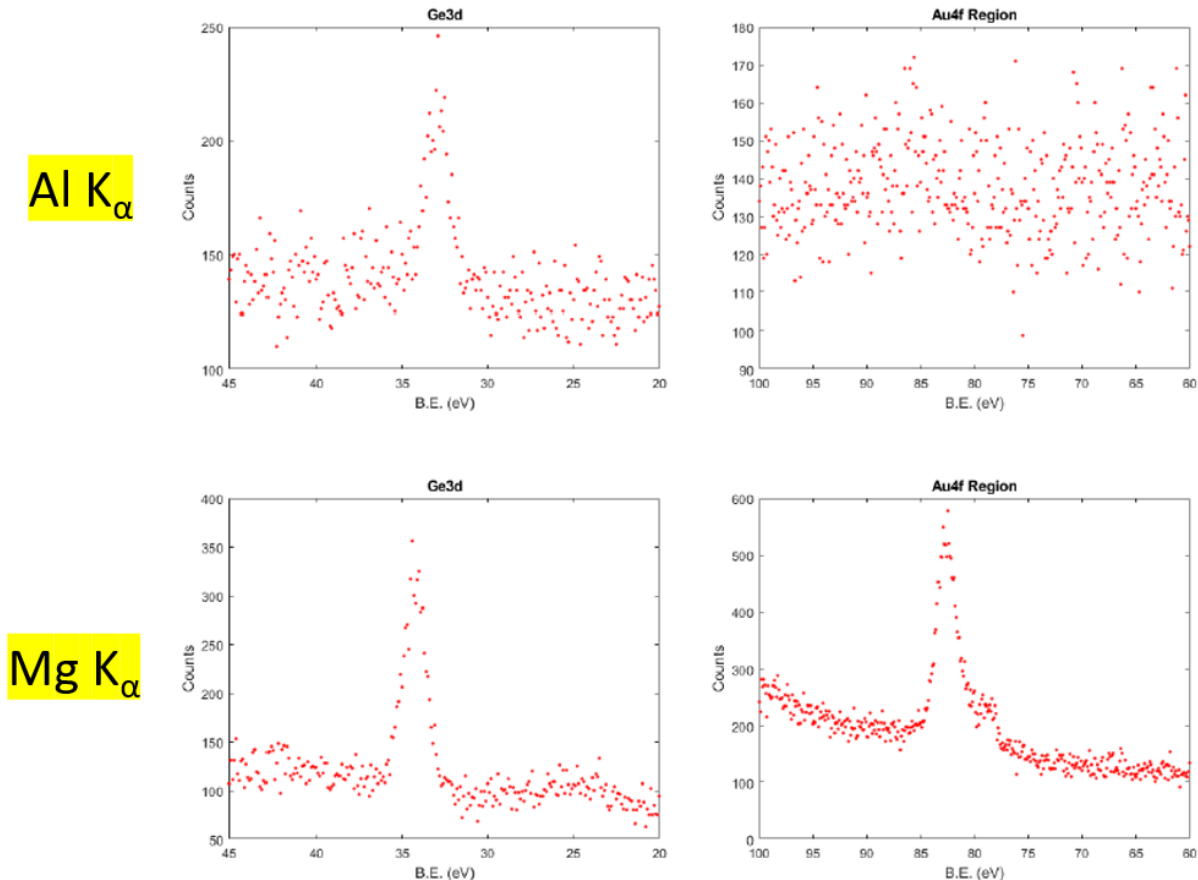 Al Kα
Ge3d
250
200
150
100
Counts
45 40 35 30 25 20
B.E. (eV)
Au4f Region
180
170
160
150
140
130
120
110
100
90
Counts
100 95 90 85 80 75 70 65 60
B.E. (eV)
Mg Kα
Ge3d
400
350
300
250
200
150
100
50
Counts
45 40 35 30 25 20
B.E. (eV)
Au4f Region
600
500
400
300
200
100
0
Counts
100 95 90 85 80 75 70 65 60
B.E. (eV)